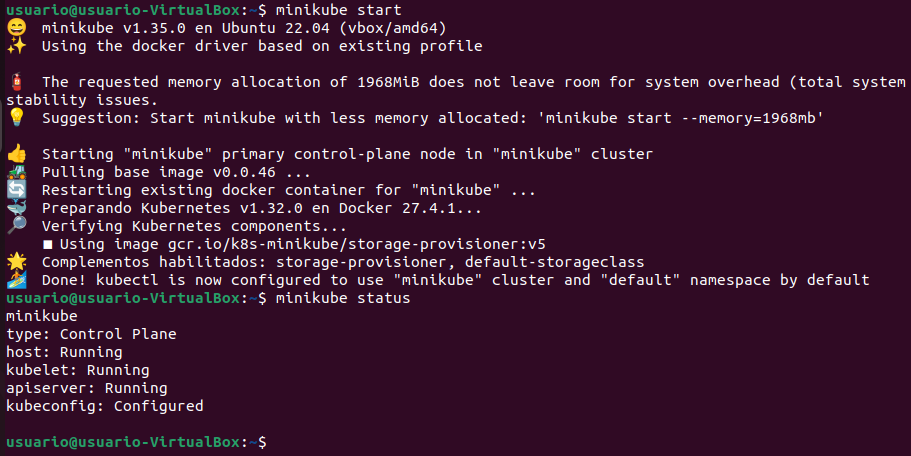 usuario@usuario-VirtualBox:~$ minikube start
😄  minikube v1.35.0 en Ubuntu 22.04 (vbox/amd64)
✨  Using the docker driver based on existing profile
🧯  The requested memory allocation of 1968MiB does not leave room for system overhead (total system
stability issues.
💡  Suggestion: Start minikube with less memory allocated: 'minikube start --memory=1968mb'
👍  Starting "minikube" primary control-plane node in "minikube" cluster
🚜  Pulling base image v0.0.46 ...
🔄  Restarting existing docker container for "minikube" ...
🐳  Preparando Kubernetes v1.32.0 en Docker 27.4.1...
🔎  Verifying Kubernetes components...
    ▪ Using image gcr.io/k8s-minikube/storage-provisioner:v5
🌟  Complementos habilitados: storage-provisioner, default-storageclass
🏄  Done! kubectl is now configured to use "minikube" cluster and "default" namespace by default
usuario@usuario-VirtualBox:~$ minikube status
minikube
type: Control Plane
host: Running
kubelet: Running
apiserver: Running
kubeconfig: Configured
usuario@usuario-VirtualBox:~$